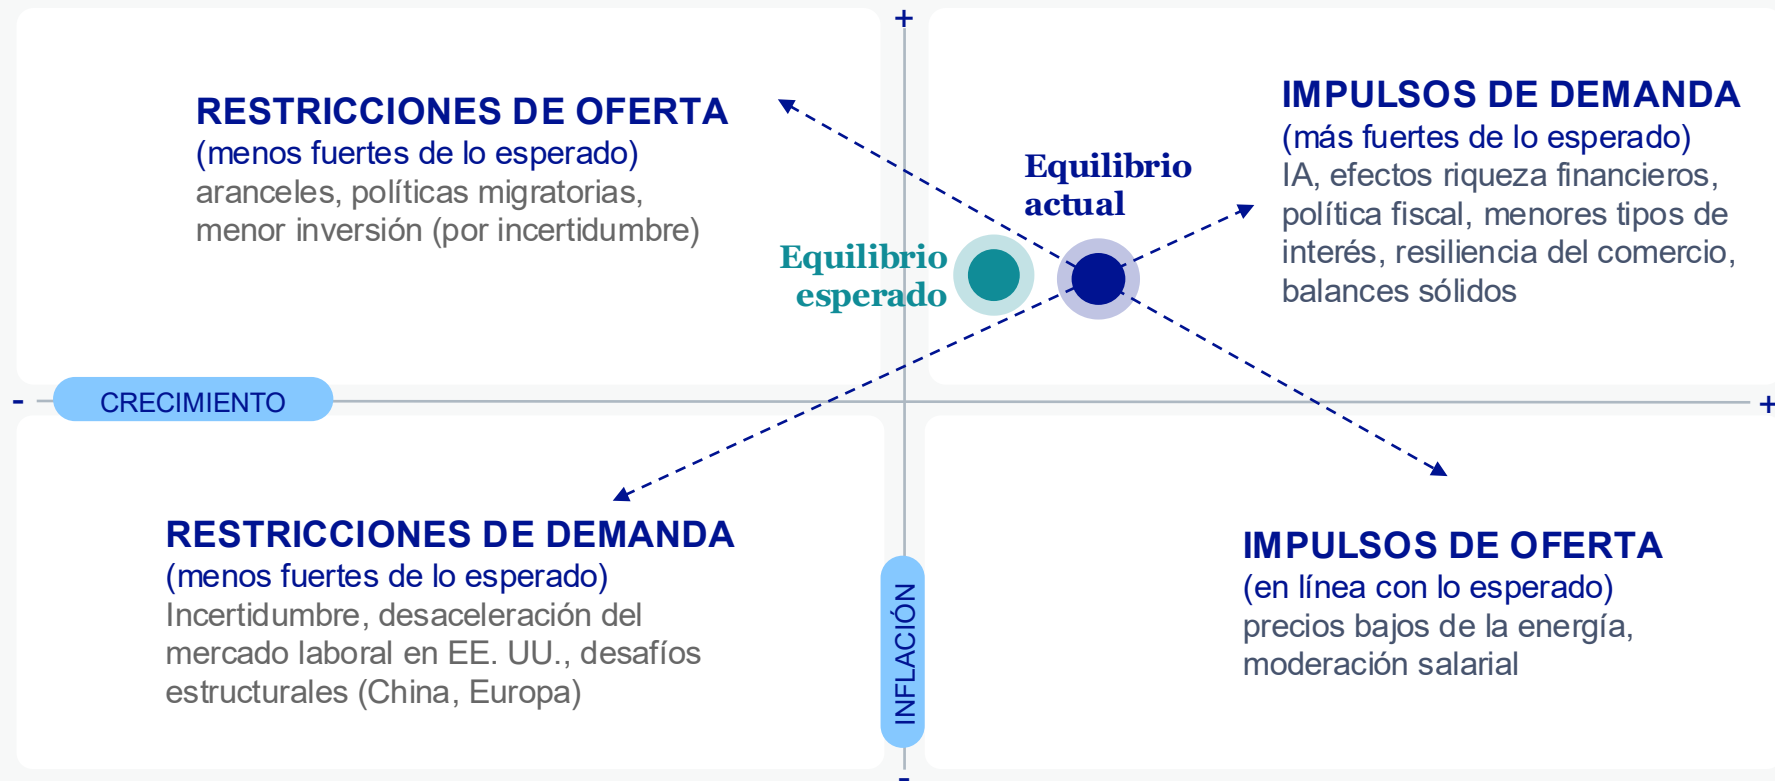 +
RESTRICCIONES DE OFERTA
(menos fuertes de lo esperado)
aranceles, políticas migratorias,
menor inversión (por incertidumbre)
IMPULSOS DE DEMANDA
(más fuertes de lo esperado)
IA, efectos riqueza financieros,
política fiscal, menores tipos de
interés, resiliencia del comercio,
balances sólidos
Equilibrio
actual
Equilibrio
esperado
-
CRECIMIENTO
+
RESTRICCIONES DE DEMANDA
(menos fuertes de lo esperado)
Incertidumbre, desaceleración del
mercado laboral en EE. UU., desafíos
estructurales (China, Europa)
INFLACIÓN
IMPULSOS DE OFERTA
(en línea con lo esperado)
precios bajos de la energía,
moderación salarial
-